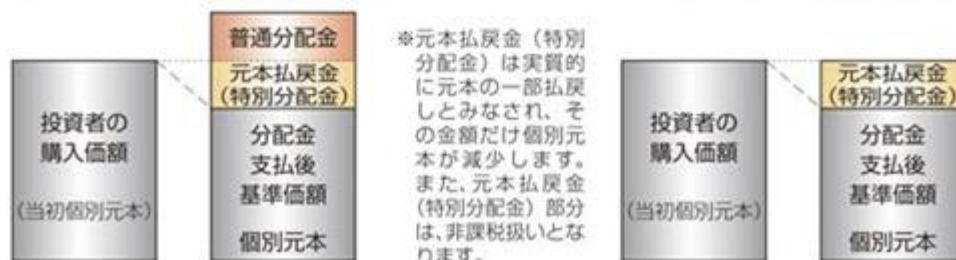 普通分配金
元本払戻金
(特別分配金)
投資者の
購入価額
(当初個別元本)
分配金
支払後
基準価額
個別元本
※元本払戻金（特別
分配金）は実質的
に元本の一部払戻
しとみなされ、そ
の金額だけ個別元
本が減少します。
また、元本払戻金
(特別分配金) 部分
は、非課税扱いとな
ります。
投資者の
購入価額
(当初個別元本)
元本払戻金
(特別分配金)
分配金
支払後
基準価額
個別元本